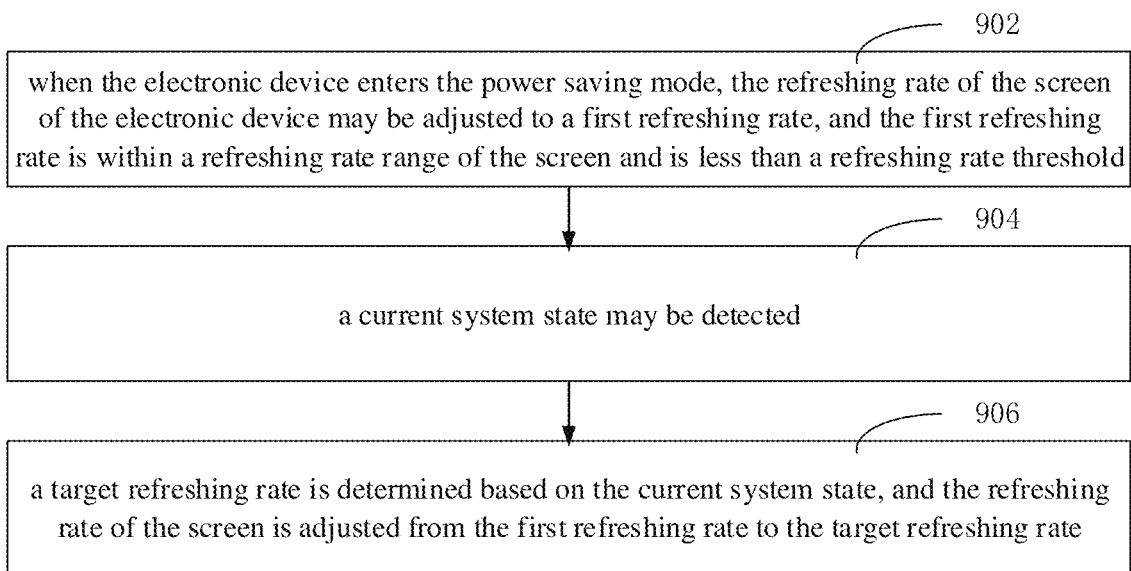 902
when the electronic device enters the power saving mode, the refreshing rate of the screen
of the electronic device may be adjusted to a first refreshing rate, and the first refreshing
rate is within a refreshing rate range of the screen and is less than a refreshing rate threshold
904
a current system state may be detected
906
a target refreshing rate is determined based on the current system state, and the refreshing
rate of the screen is adjusted from the first refreshing rate to the target refreshing rate